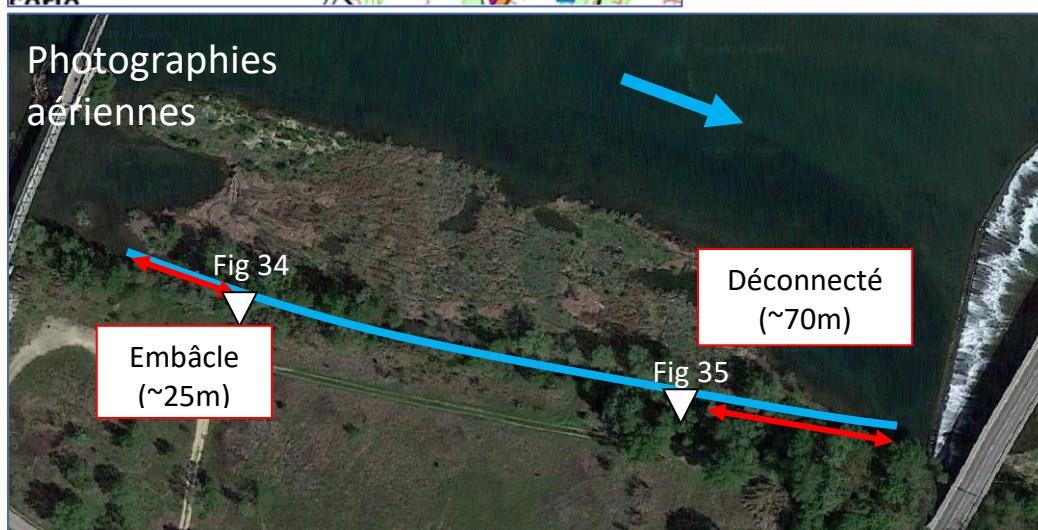 Photographies
aériennes
Fig 34
Déconnecté
(~70m)
Embâcle
(~25m)
Fig 35